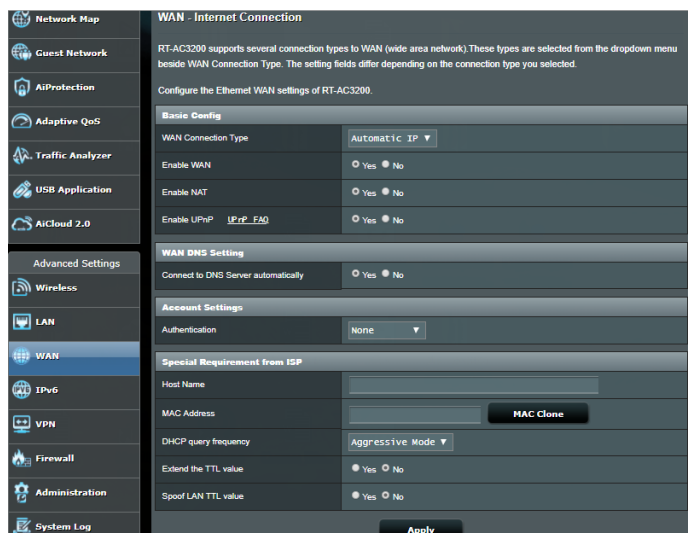 Network Map
Guest Network
AiProtection
Adaptive QoS
Traffic Analyzer
USB Application
AiCloud 2.0
Advanced Settings
Wireless
LAN
WAN
IPv6
VPN
Firewall
Administration
System Log
WAN - Internet Connection
RT-AC3200 supports several connection types to WAN (wide area network).These types are selected from the dropdown menu
beside WAN Connection Type. The setting fields differ depending on the connection type you selected.
Configure the Ethernet WAN settings of RT-AC3200.
Basic Config
WAN Connection Type Automatic IP
Enable WAN Yes No
Enable NAT Yes No
Enable UPnP UPnP FAQ Yes No
WAN DNS Setting
Connect to DNS Server automatically Yes No
Account Settings
Authentication None
Special Requirement from ISP
Host Name
MAC Address MAC Clone
DHCP query frequency Aggressive Mode
Extend the TTL value Yes No
Spoof LAN TTL value Yes No
Apply